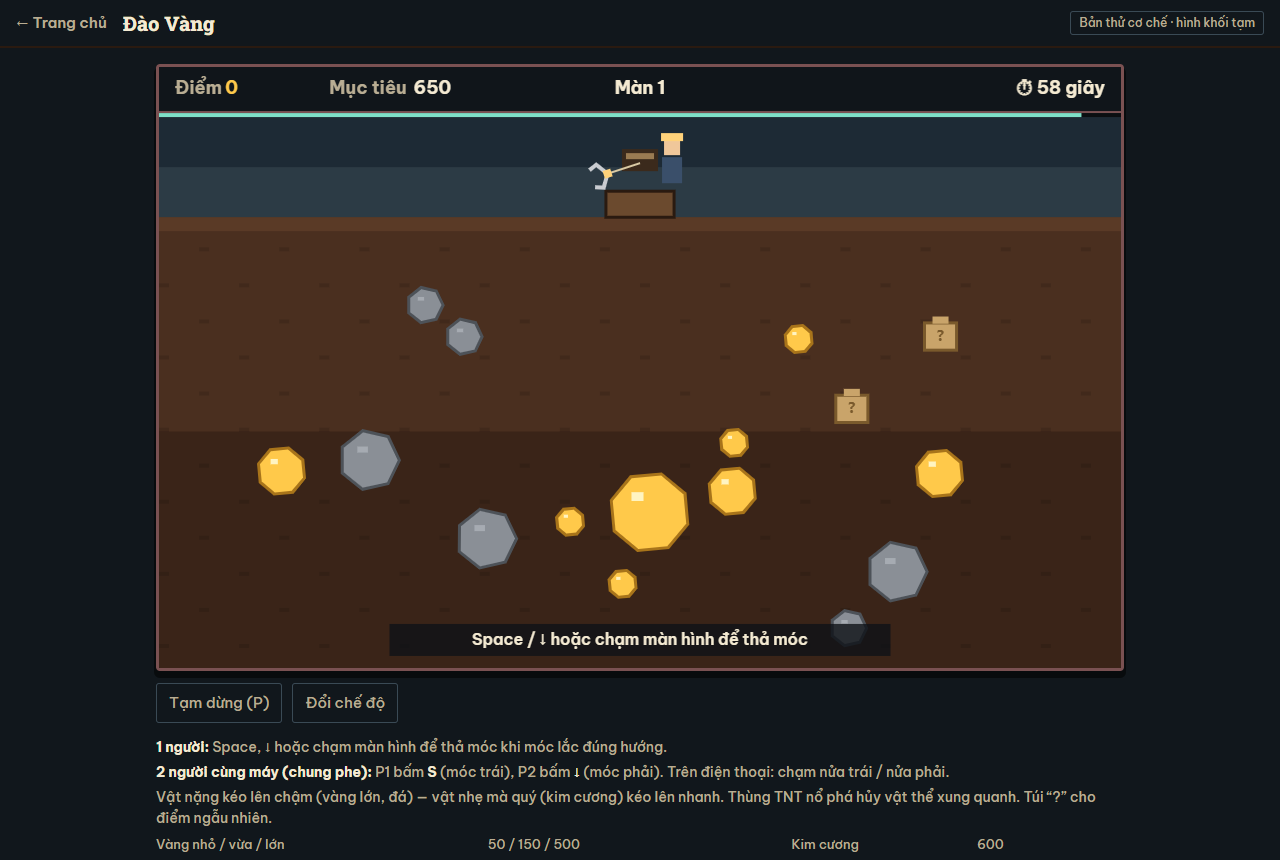 ← Trang chủ Đào Vàng Bản thử cơ chế · hình khối tạm
Điểm 0 Mục tiêu 650 Màn 1 ⏱ 58 giây
?
?
Space / ↓ hoặc chạm màn hình để thả móc
Tạm dừng (P) Đổi chế độ
1 người: Space, ↓ hoặc chạm màn hình để thả móc khi móc lắc đúng hướng.
2 người cùng máy (chung phe): P1 bấm S (móc trái), P2 bấm ↓ (móc phải). Trên điện thoại: chạm nửa trái / nửa phải.
Vật nặng kéo lên chậm (vàng lớn, đá) — vật nhẹ mà quý (kim cương) kéo lên nhanh. Thùng TNT nổ phá hủy vật thể xung quanh. Túi “?” cho
điểm ngẫu nhiên.
Vàng nhỏ / vừa / lớn 50 / 150 / 500 Kim cương 600